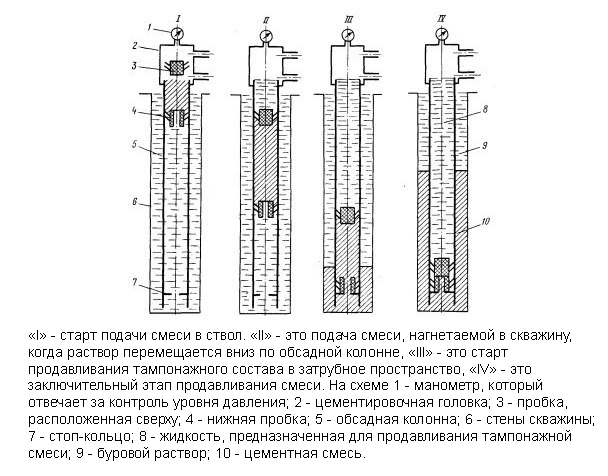 I II III IV
1
2
3
4
5
6
7
8
9
10
«I» - старт подачи смеси в ствол. «II» - это подача смеси, нагнетаемой в скважину,
когда раствор перемещается вниз по обсадной колонне, «III» - это старт
продавливания тампонажного состава в затрубное пространство, «IV» - это
заключительный этап продавливания смеси. На схеме 1 - манометр, который
отвечает за контроль уровня давления; 2 - цементировочная головка; 3 - пробка,
расположенная сверху; 4 - нижняя пробка; 5 - обсадная колонна; 6 - стены скважины;
7 - стоп-кольцо; 8 - жидкость, предназначенная для продавливания тампонажной
смеси; 9 - буровой раствор; 10 - цементная смесь.